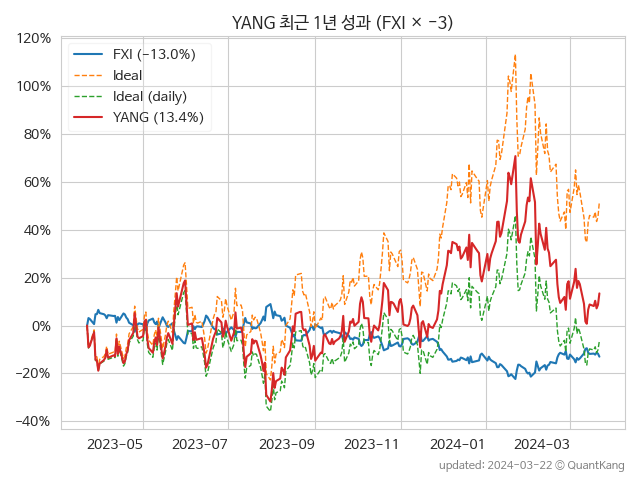 YANG 최근 1년 성과 (FXI × -3)
120%
100%
80%
60%
40%
20%
0%
-20%
-40%
FXI (-13.0%)
Ideal
Ideal (daily)
YANG (13.4%)
2023-05
2023-07
2023-09
2023-11
2024-01
2024-03
updated: 2024-03-22 ⓒ QuantKang